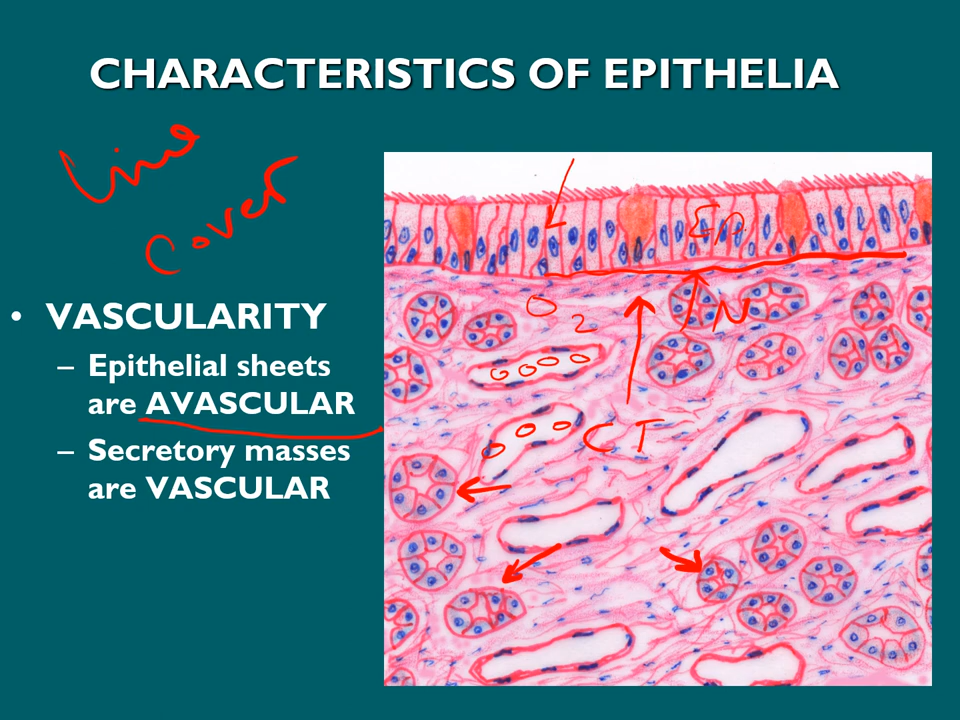 CHARACTERISTICS OF EPITHELIA
Line
Cover
• VASCULARITY
– Epithelial sheets
are AVASCULAR
– Secretory masses
are VASCULAR
Ep.
O2
N
CT